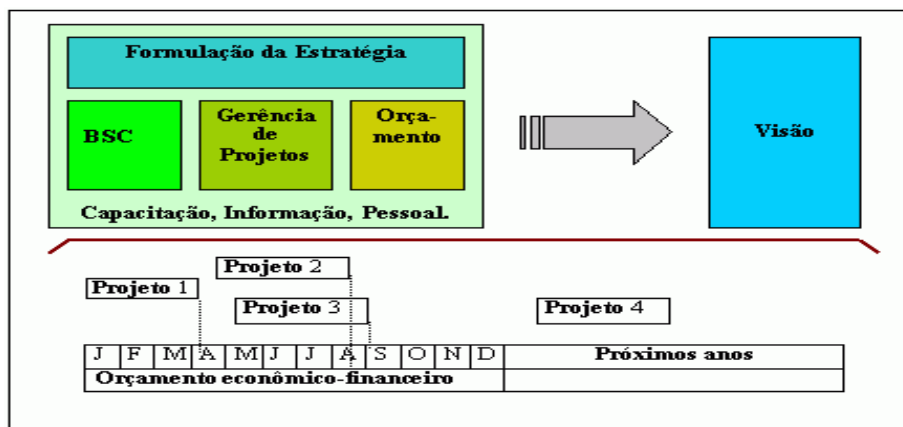 Formulação da Estratégia
BSC
Gerência
de
Projetos
Orça-
mento
Capacitação, Informação, Pessoal.
Visão
Projeto 2
Projeto 1
Projeto 3
Projeto 4
J F M A M J J A S O N D Próximos anos
Orçamento econômico-financeiro